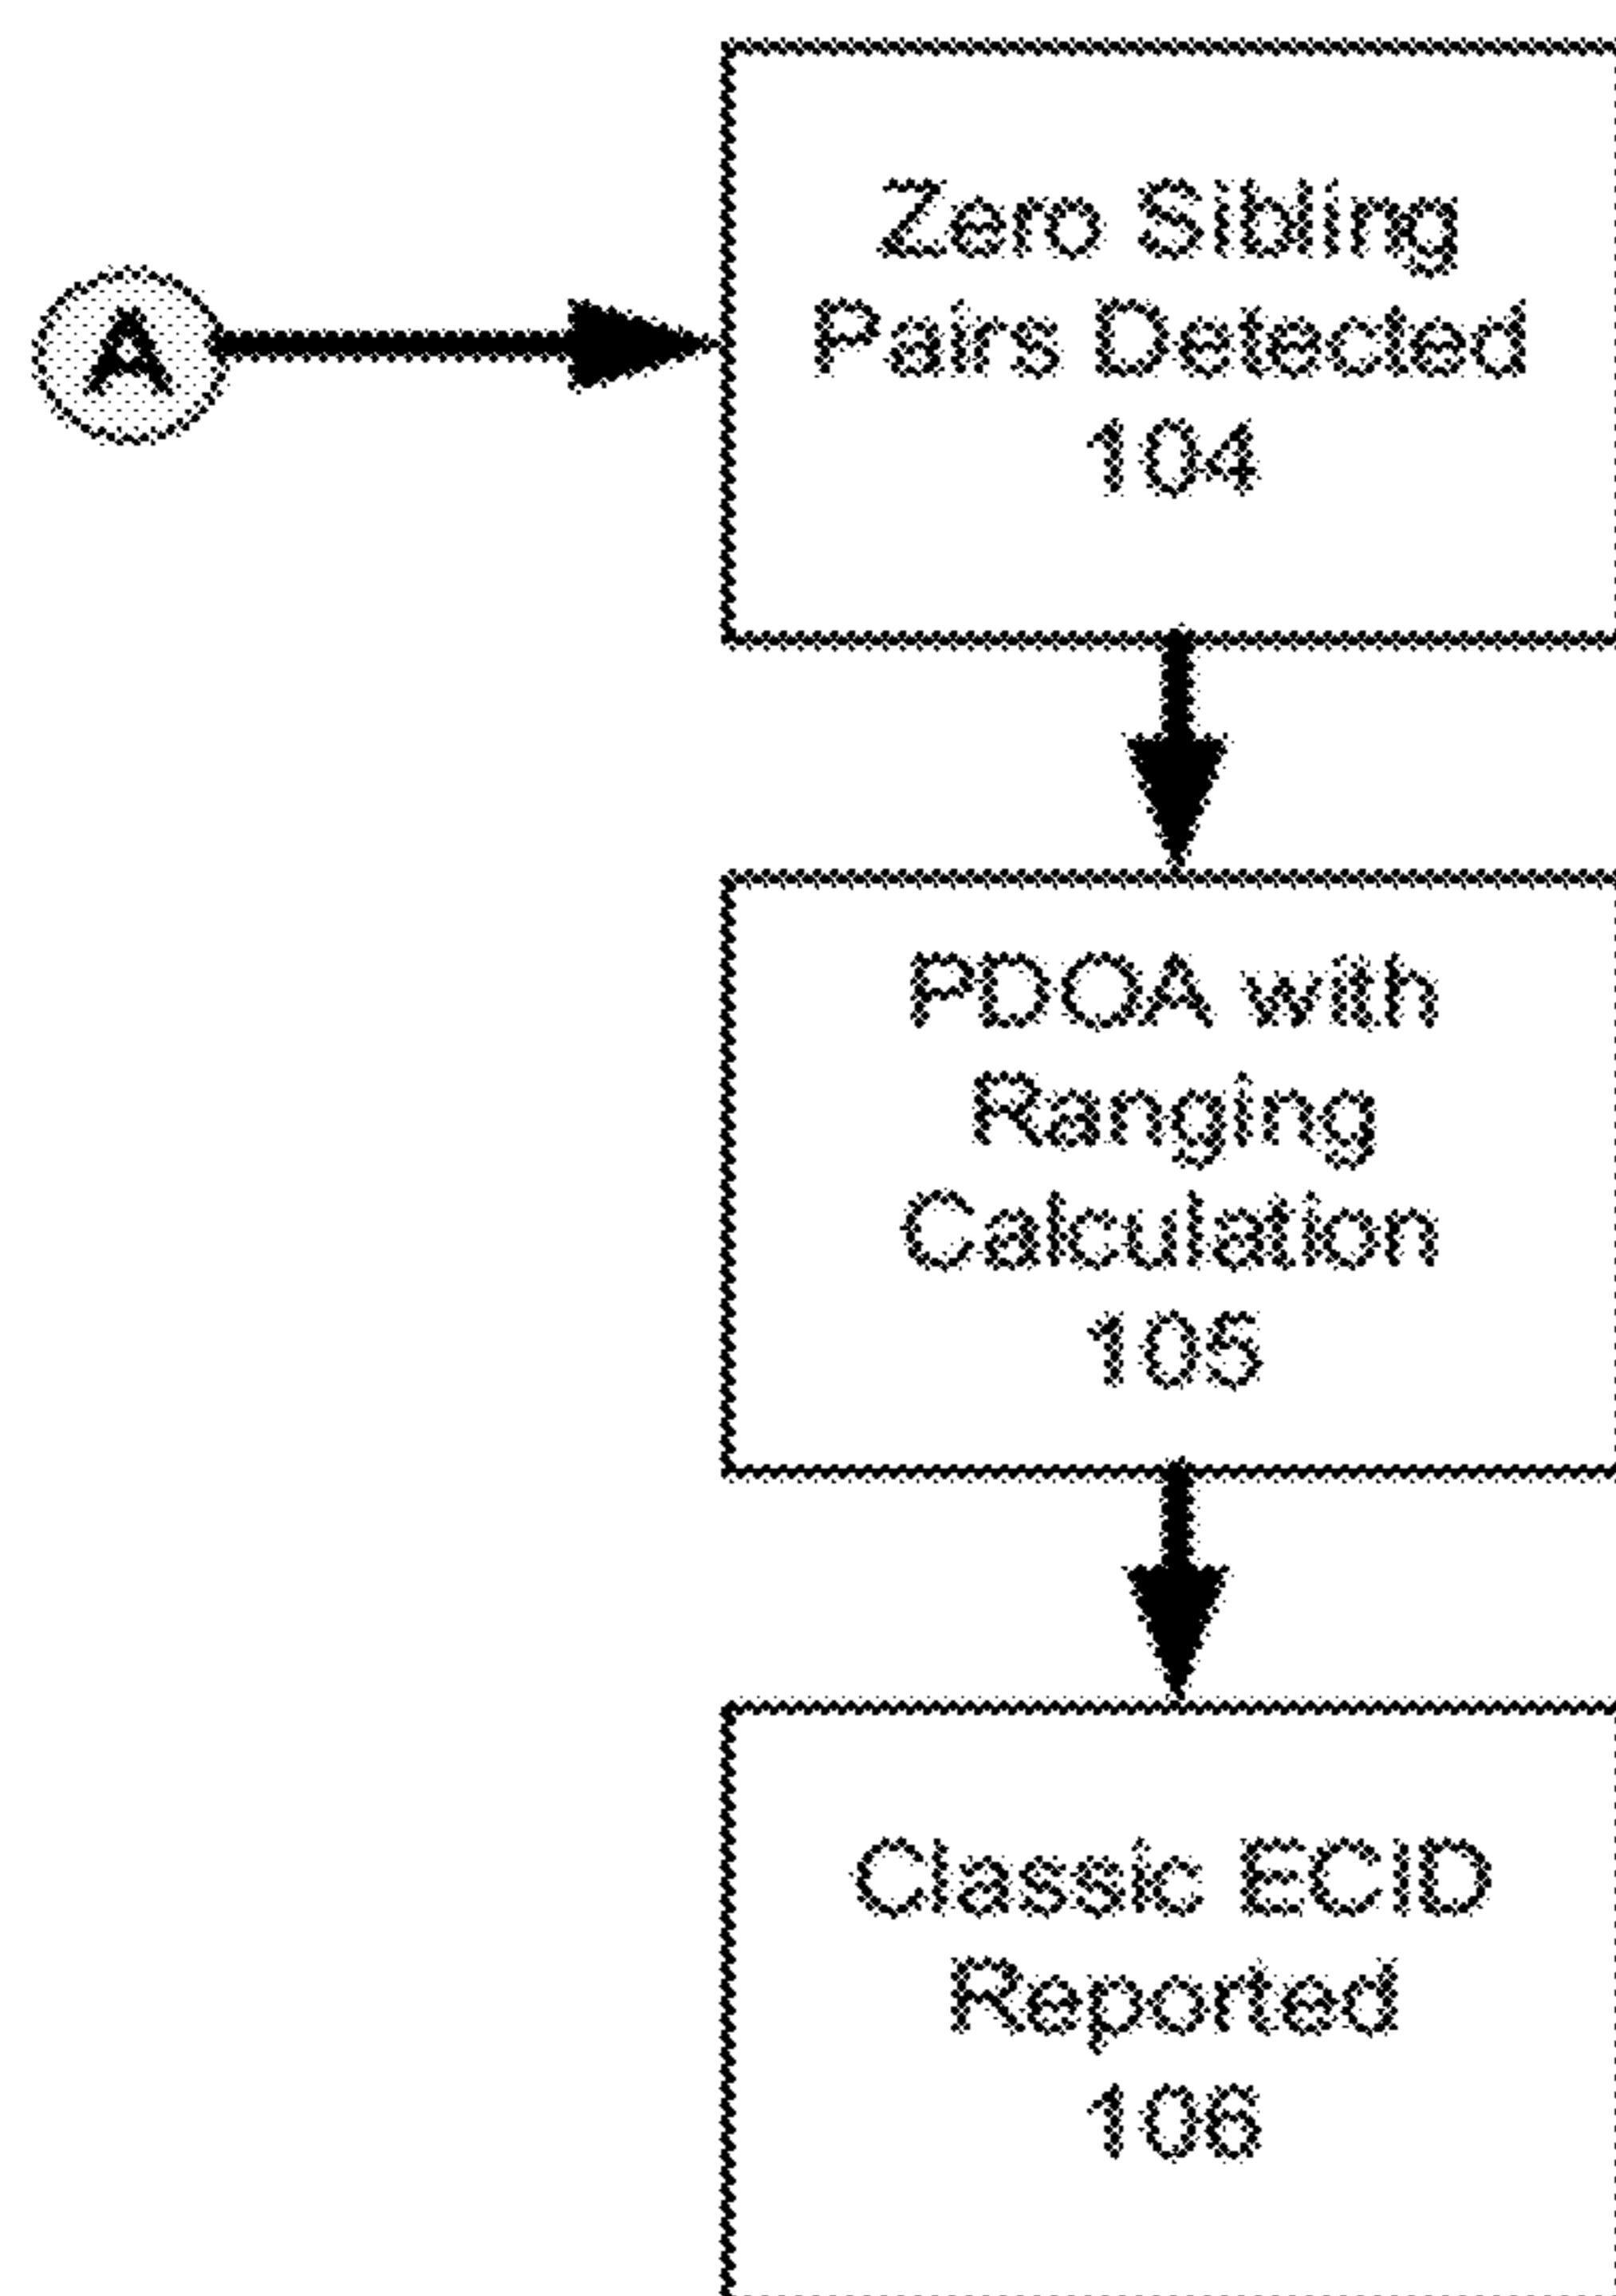 A
Zero Sibling
Pairs Detected
104
PDOA with
Ranging
Calculation
105
Classic ECID
Reported
106